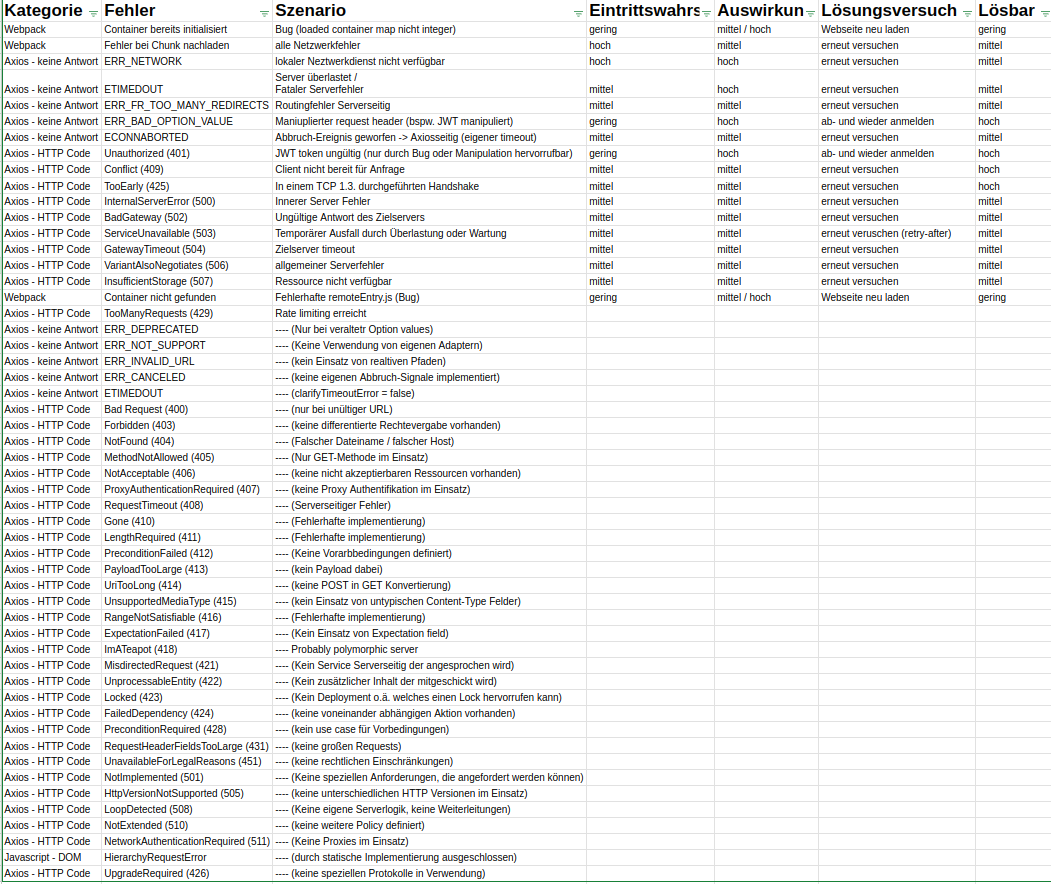 Kategorie Fehler Szenario Eintrittswahrs Auswirkun Lösungsversuch Lösbar
Webpack Container bereits initialisiert Bug (loaded container map nicht integer) gering mittel / hoch Webseite neu laden gering
Webpack Fehler bei Chunk nachladen alle Netzwerkfehler hoch mittel erneut versuchen mittel
Axios - keine Antwort ERR_NETWORK lokaler Neztwerkdienst nicht verfügbar hoch hoch erneut versuchen mittel
Server überlastet /
Axios - keine Antwort ETIMEDOUT Fataler Serverfehler mittel hoch erneut versuchen mittel
Axios - keine Antwort ERR_FR_TOO_MANY_REDIRECTS Routingfehler Serverseitig mittel mittel erneut versuchen mittel
Axios - keine Antwort ERR_BAD_OPTION_VALUE Maniuplierter request header (bspw. JWT manipuliert) gering hoch ab- und wieder anmelden hoch
Axios - keine Antwort ECONNABORTED Abbruch-Ereignis geworfen -> Axiosseitig (eigener timeout) mittel mittel erneut versuchen mittel
Axios - HTTP Code Unauthorized (401) JWT token ungültig (nur durch Bug oder Manipulation hervorrufbar) gering hoch ab- und wieder anmelden hoch
Axios - HTTP Code Conflict (409) Client nicht bereit für Anfrage mittel mittel erneut versuchen hoch
Axios - HTTP Code TooEarly (425) In einem TCP 1.3. durchgeführten Handshake mittel mittel erneut versuchen hoch
Axios - HTTP Code InternalServerError (500) Innerer Server Fehler mittel mittel erneut versuchen mittel
Axios - HTTP Code BadGateway (502) Ungültige Antwort des Zielservers mittel mittel erneut versuchen mittel
Axios - HTTP Code ServiceUnavailable (503) Temporärer Ausfall durch Überlastung oder Wartung mittel mittel erneut veruschen (retry-after) mittel
Axios - HTTP Code GatewayTimeout (504) Zielserver timeout mittel mittel erneut versuchen mittel
Axios - HTTP Code VariantAlsoNegotiates (506) allgemeiner Serverfehler mittel mittel erneut versuchen mittel
Axios - HTTP Code InsufficientStorage (507) Ressource nicht verfügbar mittel mittel erneut versuchen mittel
Webpack Container nicht gefunden Fehlerhafte remoteEntry.js (Bug) gering mittel / hoch Webseite neu laden gering
Axios - HTTP Code TooManyRequests (429) Rate limiting erreicht
Axios - keine Antwort ERR_DEPRECATED ---- (Nur bei veraltetr Option values)
Axios - keine Antwort ERR_NOT_SUPPORT ---- (Keine Verwendung von eigenen Adaptern)
Axios - keine Antwort ERR_INVALID_URL ---- (kein Einsatz von realtiven Pfaden)
Axios - keine Antwort ERR_CANCELED ---- (keine eigenen Abbruch-Signale implementiert)
Axios - keine Antwort ETIMEDOUT ---- (clarifyTimeoutError = false)
Axios - HTTP Code Bad Request (400) ---- (nur bei unültiger URL)
Axios - HTTP Code Forbidden (403) ---- (keine differentierte Rechtevergabe vorhanden)
Axios - HTTP Code NotFound (404) ---- (Falscher Dateiname / falscher Host)
Axios - HTTP Code MethodNotAllowed (405) ---- (Nur GET-Methode im Einsatz)
Axios - HTTP Code NotAcceptable (406) ---- (keine nicht akzeptierbaren Ressourcen vorhanden)
Axios - HTTP Code ProxyAuthenticationRequired (407) ---- (keine Proxy Authentifikation im Einsatz)
Axios - HTTP Code RequestTimeout (408) ---- (Serverseitiger Fehler)
Axios - HTTP Code Gone (410) ---- (Fehlerhafte implementierung)
Axios - HTTP Code LengthRequired (411) ---- (Fehlerhafte implementierung)
Axios - HTTP Code PreconditionFailed (412) ---- (Keine Vorarbbedingungen definiert)
Axios - HTTP Code PayloadTooLarge (413) ---- (kein Payload dabei)
Axios - HTTP Code UriTooLong (414) ---- (keine POST in GET Konvertierung)
Axios - HTTP Code UnsupportedMediaType (415) ---- (kein Einsatz von untypischen Content-Type Felder)
Axios - HTTP Code RangeNotSatisfiable (416) ---- (Fehlerhafte implementierung)
Axios - HTTP Code ExpectationFailed (417) ---- (Kein Einsatz von Expectation field)
Axios - HTTP Code ImATeapot (418) ---- Probably polymorphic server
Axios - HTTP Code MisdirectedRequest (421) ---- (Kein Service Serverseitig der angesprochen wird)
Axios - HTTP Code UnprocessableEntity (422) ---- (Kein zusätzlicher Inhalt der mitgeschickt wird)
Axios - HTTP Code Locked (423) ---- (Kein Deployment o.ä. welches einen Lock hervorrufen kann)
Axios - HTTP Code FailedDependency (424) ---- (keine voneinander abhängigen Aktion vorhanden)
Axios - HTTP Code PreconditionRequired (428) ---- (kein use case für Vorbedingungen)
Axios - HTTP Code RequestHeaderFieldsTooLarge (431) ---- (keine großen Requests)
Axios - HTTP Code UnavailableForLegalReasons (451) ---- (keine rechtlichen Einschränkungen)
Axios - HTTP Code NotImplemented (501) ---- (Keine speziellen Anforderungen, die angefordert werden können)
Axios - HTTP Code HttpVersionNotSupported (505) ---- (keine unterschiedlichen HTTP Versionen im Einsatz)
Axios - HTTP Code LoopDetected (508) ---- (Keine eigene Serverlogik, keine Weiterleitungen)
Axios - HTTP Code NotExtended (510) ---- (keine weitere Policy definiert)
Axios - HTTP Code NetworkAuthenticationRequired (511) ---- (Keine Proxies im Einsatz)
Javascript - DOM HierarchyRequestError ---- (durch statische Implementierung ausgeschlossen)
Axios - HTTP Code UpgradeRequired (426) ---- (keine speziellen Protokolle in Verwendung)